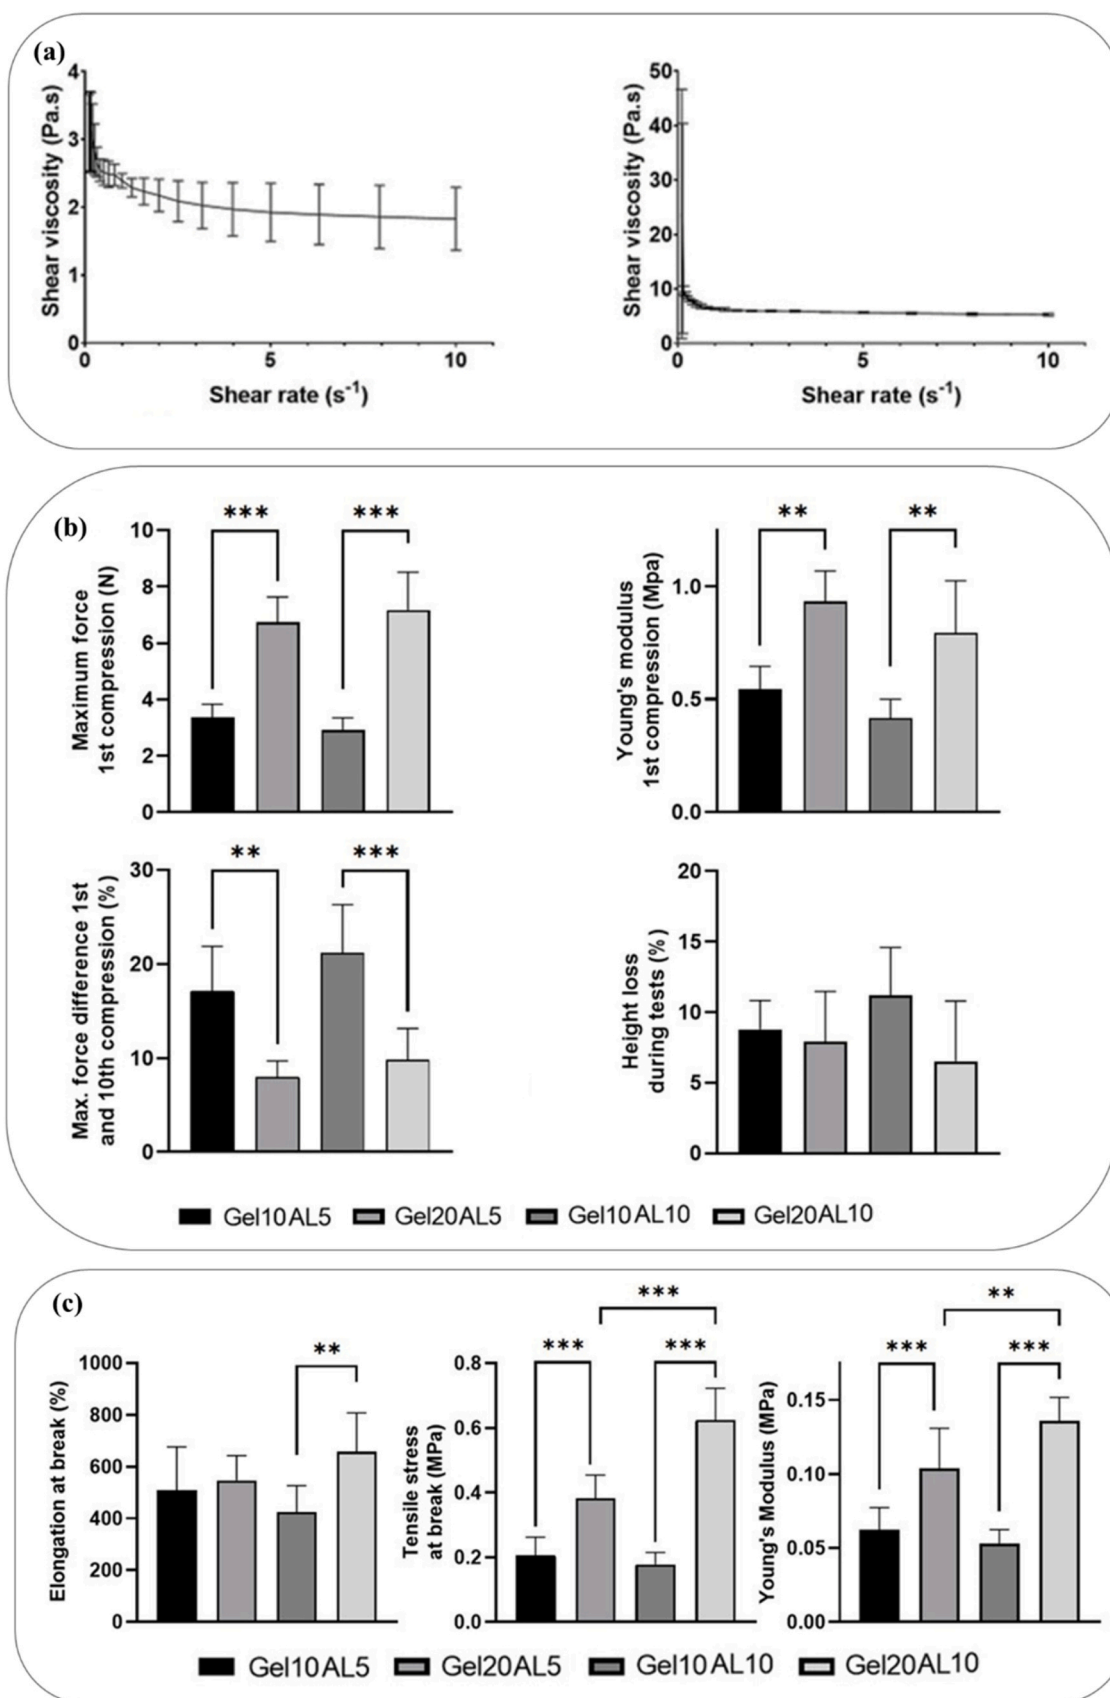 (a)
4
3
2
1
0
Shear viscosity (Pa.s)
0 5 10
Shear rate (s-1)
50
40
30
20
10
0
Shear viscosity (Pa.s)
0 5 10
Shear rate (s-1)
(b)
*** ***
10
8
6
4
2
0
Maximum force
1st compression (N)
** **
1.0
0.5
0.0
Young's modulus
1st compression (Mpa)
** ***
30
20
10
0
Max. force difference 1st
and 10th compression (%)
20
15
10
5
0
Height loss
during tests (%)
Gel10AL5 Gel20AL5 Gel10AL10 Gel20AL10
(c)
**
1000
800
600
400
200
0
Elongation at break (%)
***
*** ***
0.8
0.6
0.4
0.2
0.0
Tensile stress
at break (MPa)
**
*** ***
0.15
0.10
0.05
0.00
Young's Modulus (MPa)
Gel10AL5 Gel20AL5 Gel10AL10 Gel20AL10